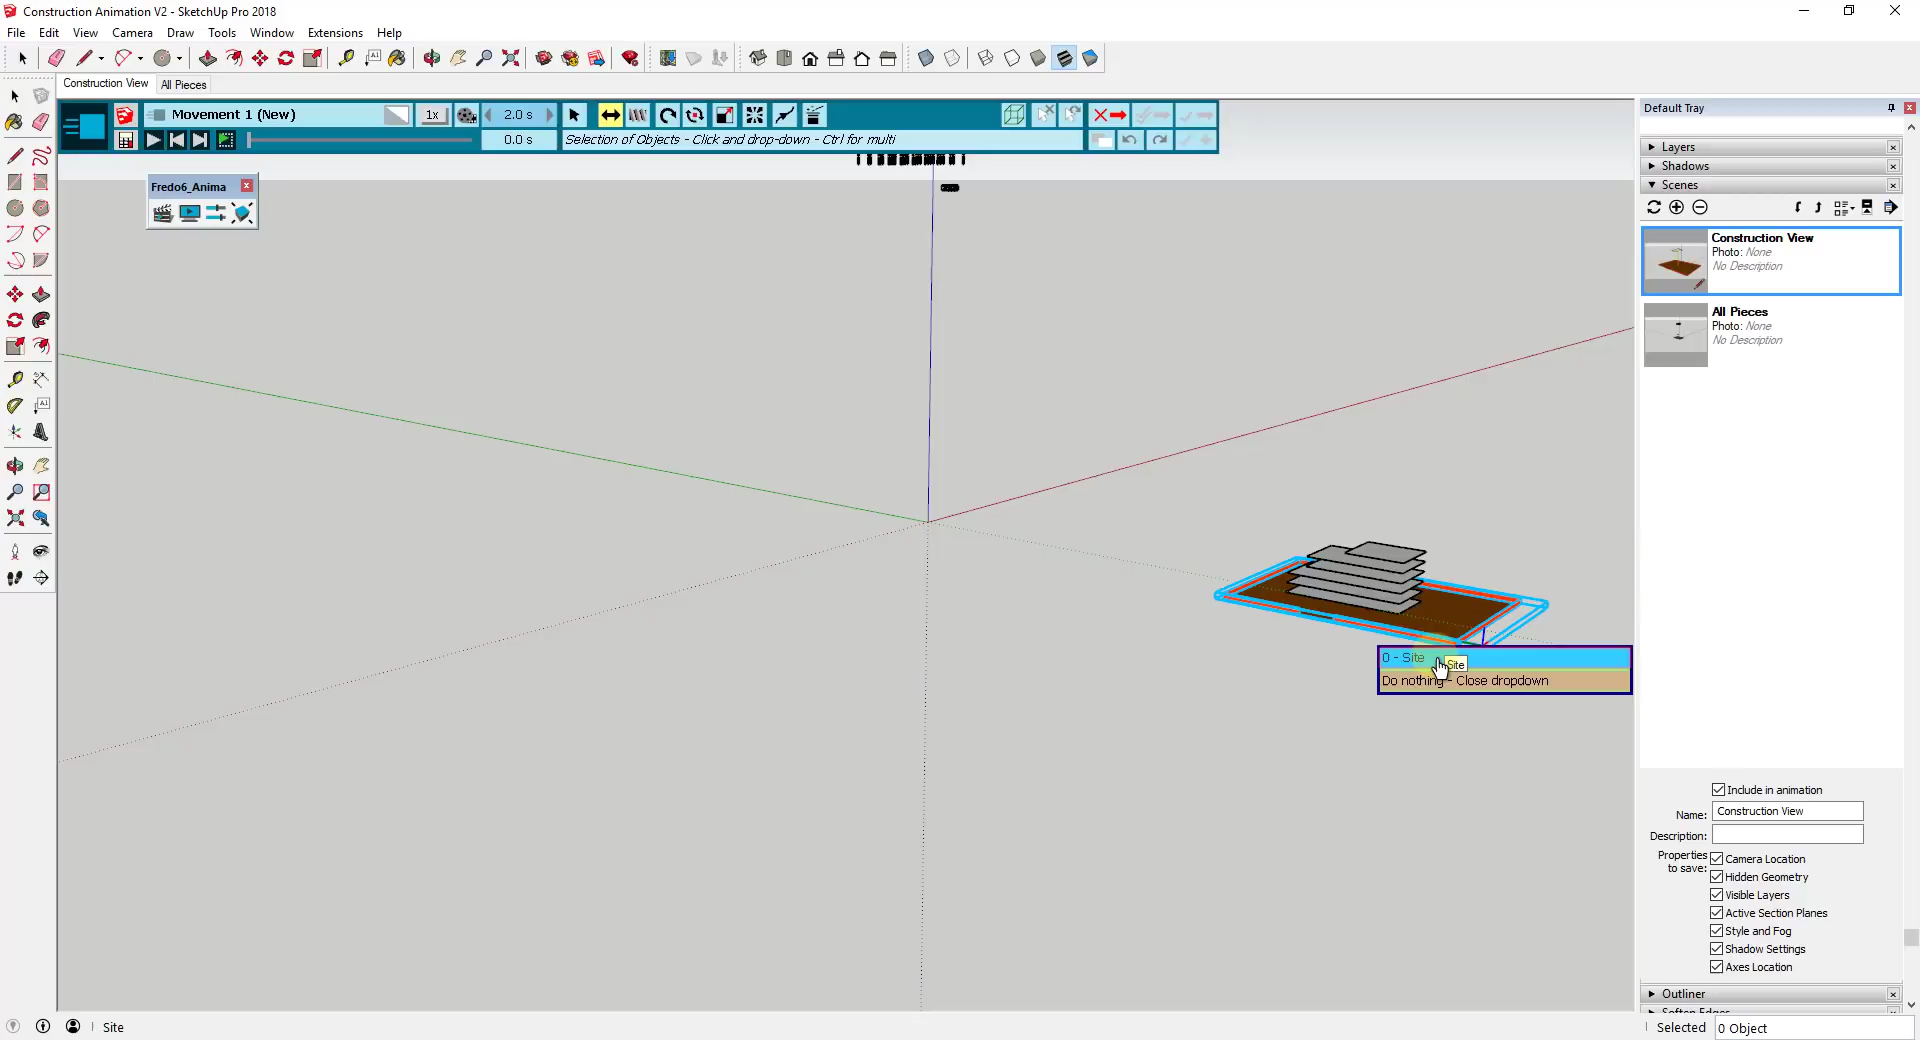 Construction Animation V2 - SketchUp Pro 2018
File Edit View Camera Draw Tools Window Extensions Help
Construction View All Pieces
Movement 1 (New) 1x 2.0 s
0.0 s Selection of Objects - Click and drop-down - Ctrl for multi
Fredo6_Anima
0 - Site
Site
Do nothing - Close dropdown
Default Tray
Layers
Shadows
Scenes
Construction View
Photo: None
No Description
All Pieces
Photo: None
No Description
Include in animation
Name: Construction View
Description:
Properties to save:
Camera Location
Hidden Geometry
Visible Layers
Active Section Planes
Style and Fog
Shadow Settings
Axes Location
Outliner
Soften Edges
Site
Selected 0 Object